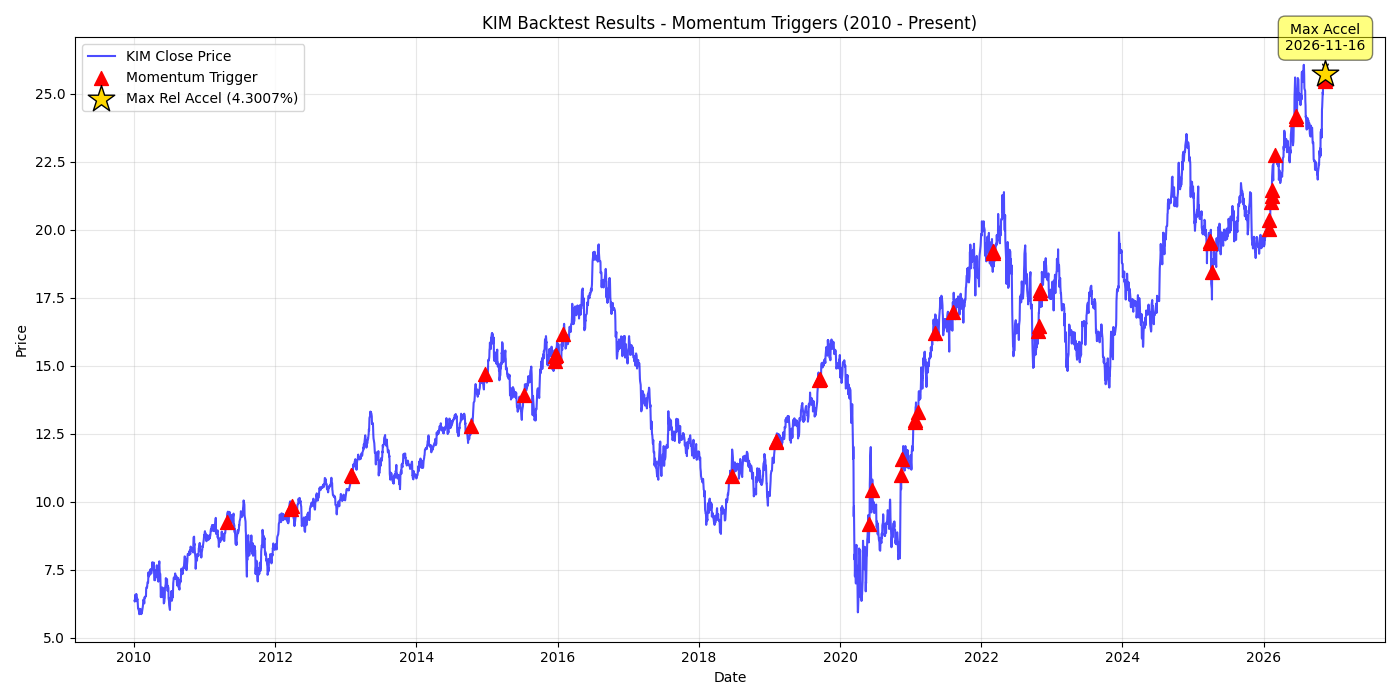 KIM Backtest Results - Momentum Triggers (2010 - Present)
Max Accel
2026-11-16
KIM Close Price
Momentum Trigger
Max Rel Accel (4.3007%)
Price
25.0
22.5
20.0
17.5
15.0
12.5
10.0
7.5
5.0
2010 2012 2014 2016 2018 2020 2022 2024 2026
Date